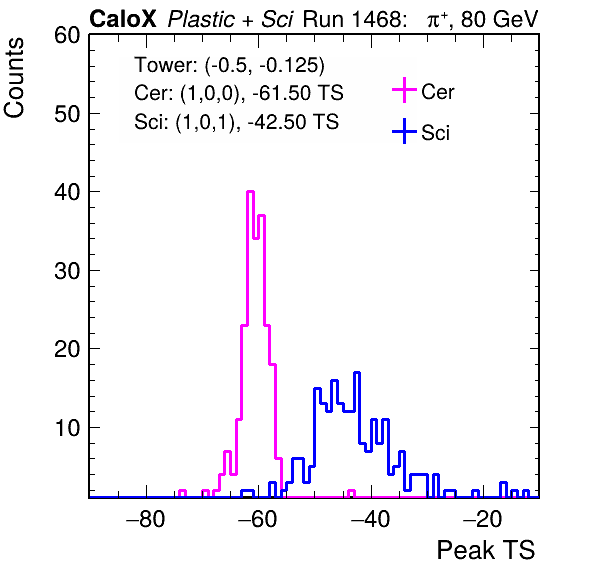 CaloX Plastic + Sci Run 1468: π⁺, 80 GeV
Counts
Tower: (-0.5, -0.125)
Cer: (1,0,0), -61.50 TS
Sci: (1,0,1), -42.50 TS
Cer
Sci
60
50
40
30
20
10
−80 −60 −40 −20
Peak TS